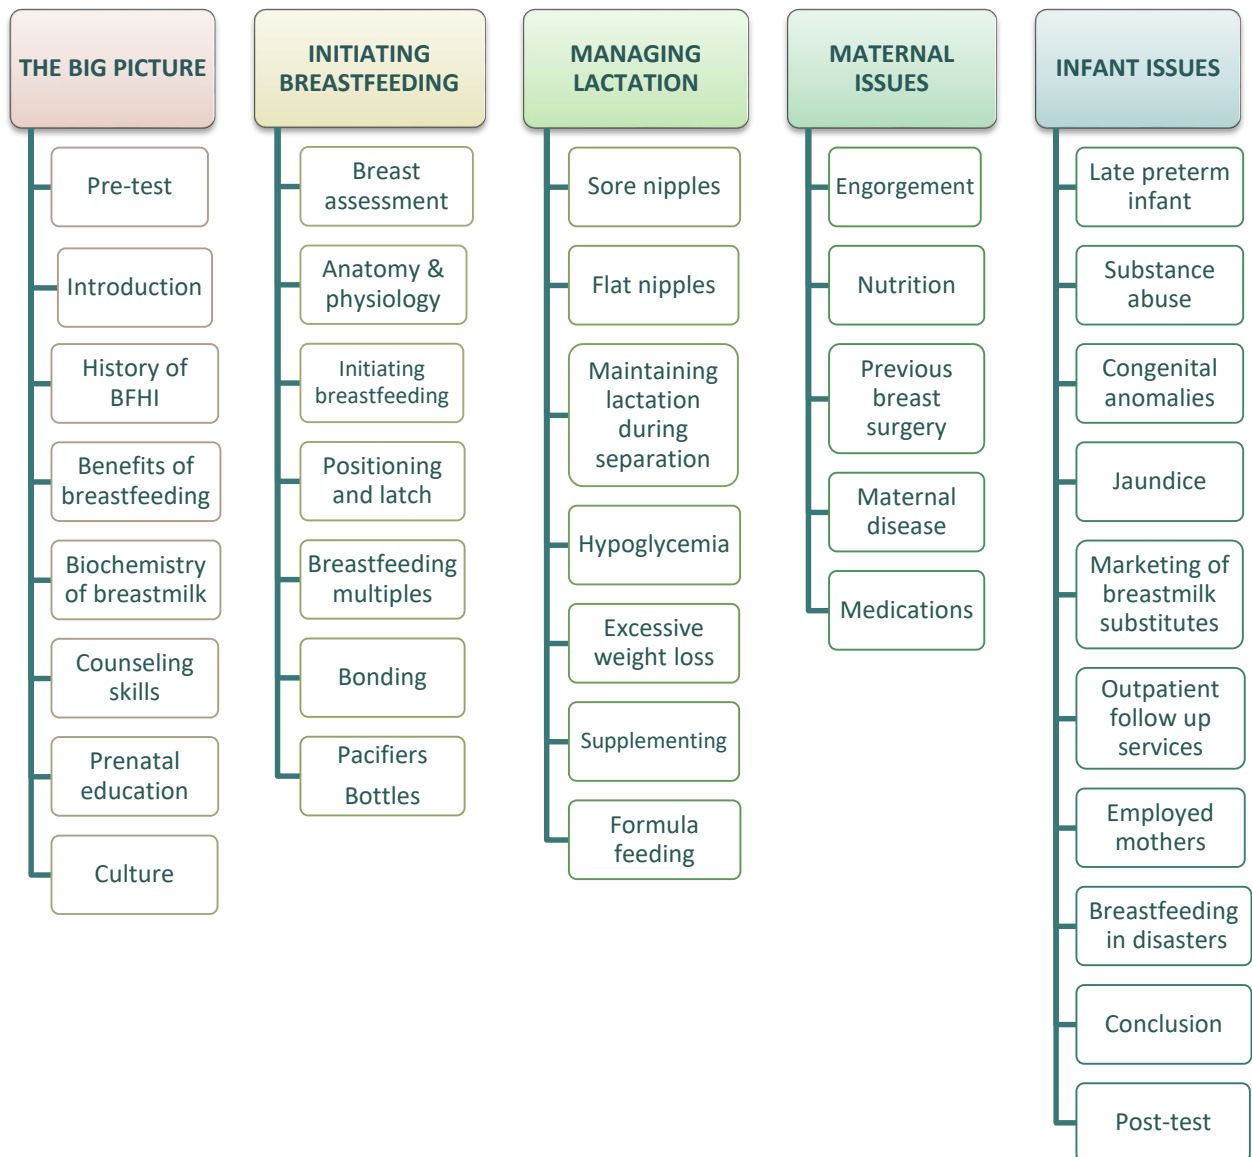 THE BIG PICTURE
Pre-test
Introduction
History of
BFHI
Benefits of
breastfeeding
Biochemistry
of breastmilk
Counseling
skills
Prenatal
education
Culture
INITIATING
BREASTFEEDING
Breast
assessment
Anatomy &
physiology
Initiating
breastfeeding
Positioning
and latch
Breastfeeding
multiples
Bonding
Pacifiers
Bottles
MANAGING
LACTATION
Sore nipples
Flat nipples
Maintaining
lactation
during
separation
Hypoglycemia
Excessive
weight loss
Supplementing
Formula
feeding
MATERNAL
ISSUES
Engorgement
Nutrition
Previous
breast
surgery
Maternal
disease
Medications
INFANT ISSUES
Late preterm
infant
Substance
abuse
Congenital
anomalies
Jaundice
Marketing of
breastmilk
substitutes
Outpatient
follow up
services
Employed
mothers
Breastfeeding
in disasters
Conclusion
Post-test